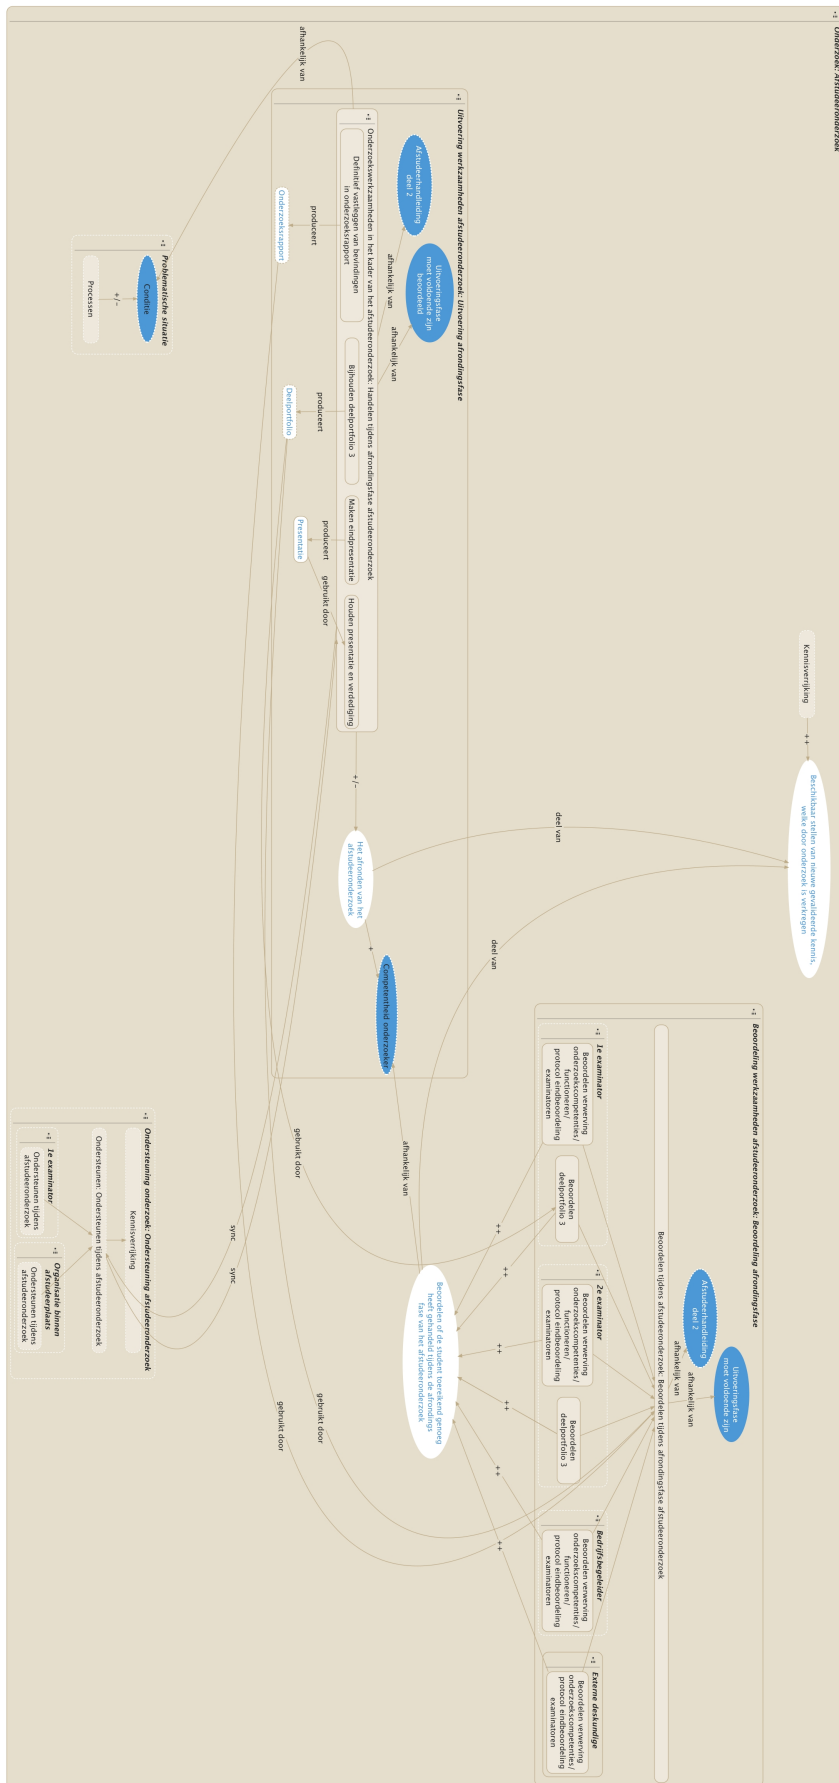 Onderzoek: Afstudeeronderzoek
Kennisverrijking
++
Beschikbaar stellen van nieuwe gevalideerde kennis,
welke door onderzoek is verkregen
deel van
deel van
Uitvoering werkzaamheden afstudeeronderzoek: Uitvoering afrondingsfase
Afstudeerhandleiding
deel 2
Uitvoeringsfase
moet voldoende zijn
beoordeeld
afhankelijk van
afhankelijk van
afhankelijk van
Onderzoekswerkzaamheden in het kader van het afstudeeronderzoek: Handelen tijdens afrondingsfase afstudeeronderzoek
Definitief vastleggen van bevindingen
in onderzoeksrapport
Bijhouden deelportfolio 3
Maken eindpresentatie
Houden presentatie en verdediging
produceert
produceert
produceert
gebruikt door
Onderzoeksrapport
Deelportfolio
Presentatie
+/-
Het afronden van het
afstudeeronderzoek
+
Competentheid onderzoeker
Problematische situatie
Conditie
+/-
Processen
Beoordeling werkzaamheden afstudeeronderzoek: Beoordeling afrondingsfase
Afstudeerhandleiding
deel 2
Uitvoeringsfase
moet voldoende zijn
afhankelijk van
afhankelijk van
Beoordelen tijdens afstudeeronderzoek: Beoordelen tijdens afrondingsfase afstudeeronderzoek
1e examinator
Beoordelen verwerving
onderzoekscompetenties/
functioneren/
protocol eindbeoordeling
examinatoren
Beoordelen
deelportfolio 3
2e examinator
Beoordelen verwerving
onderzoekscompetenties/
functioneren/
protocol eindbeoordeling
examinatoren
Beoordelen
deelportfolio 3
Bedrijfsbegeleider
Beoordelen verwerving
onderzoekscompetenties/
functioneren/
protocol eindbeoordeling
examinatoren
Externe deskundige
Beoordelen verwerving
onderzoekscompetenties/
protocol eindbeoordeling
examinatoren
++
++
++
++
++
++
afhankelijk van
Beoordelen of de student toereikend genoeg
heeft gehandeld tijdens de afrondings
fase van het afstudeeronderzoek
gebruikt door
gebruikt door
gebruikt door
sync
sync
Ondersteuning onderzoek: Ondersteuning afstudeeronderzoek
Kennisverrijking
Ondersteunen: Ondersteunen tijdens afstudeeronderzoek
1e examinator
Ondersteunen tijdens
afstudeeronderzoek
Organisatie binnen
afstudeerplaats
Ondersteunen tijdens
afstudeeronderzoek